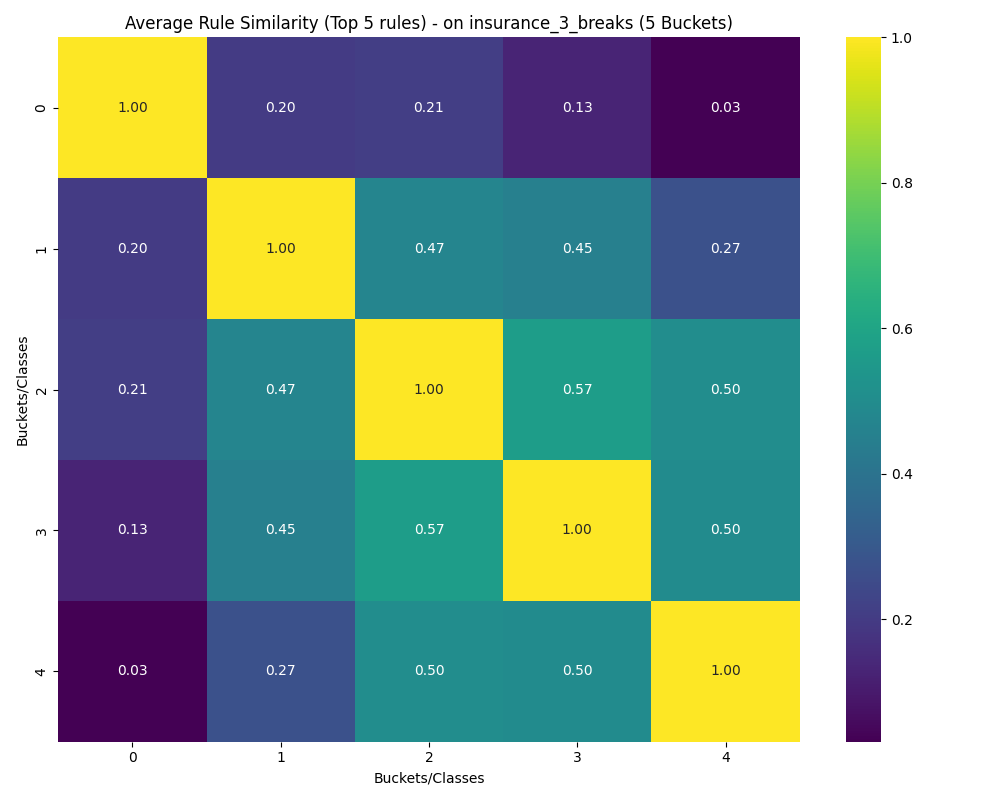 Average Rule Similarity (Top 5 rules) - on insurance_3_breaks (5 Buckets)
Buckets/Classes
0 1.00 0.20 0.21 0.13 0.03
1 0.20 1.00 0.47 0.45 0.27
2 0.21 0.47 1.00 0.57 0.50
3 0.13 0.45 0.57 1.00 0.50
4 0.03 0.27 0.50 0.50 1.00
0 1 2 3 4
Buckets/Classes
1.0
0.8
0.6
0.4
0.2